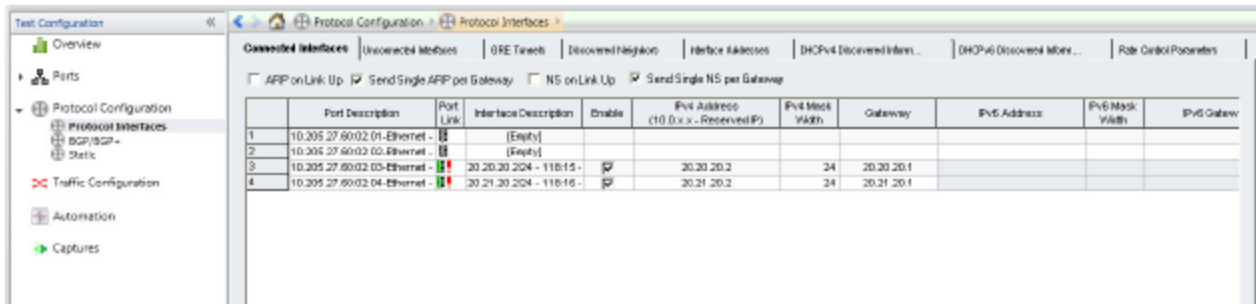 Test Configuration
Overview
Ports
Protocol Configuration
Protocol Interfaces
BGP/BGP+
Static
Traffic Configuration
Automation
Captures
Protocol Configuration Protocol Interfaces
Connected Interfaces Unconnected Interfaces GRE Tunnels Discovered Neighbors Interface Addresses DHCPv4 Discovered Inform... DHCPv6 Discovered Inform... Rate Control Parameters
ARP on Link Up Send Single ARP per Gateway NS on Link Up Send Single NS per Gateway
Port Description Port Link Interface Description Enable IPv4 Address (10.0.x.x - Reserved IP) IPv4 Mask Width Gateway IPv6 Address IPv6 Mask Width IPv6 Gatew
1 10.205.27.60:02:01-Ethernet - [Empty]
2 10.205.27.60:02:02-Ethernet - [Empty]
3 10.205.27.60:02:03-Ethernet - 20.20.20.2/24 - 118:15 - 20.20.20.2 24 20.20.20.1
4 10.205.27.60:02:04-Ethernet - 20.21.20.2/24 - 118:16 - 20.21.20.2 24 20.21.20.1